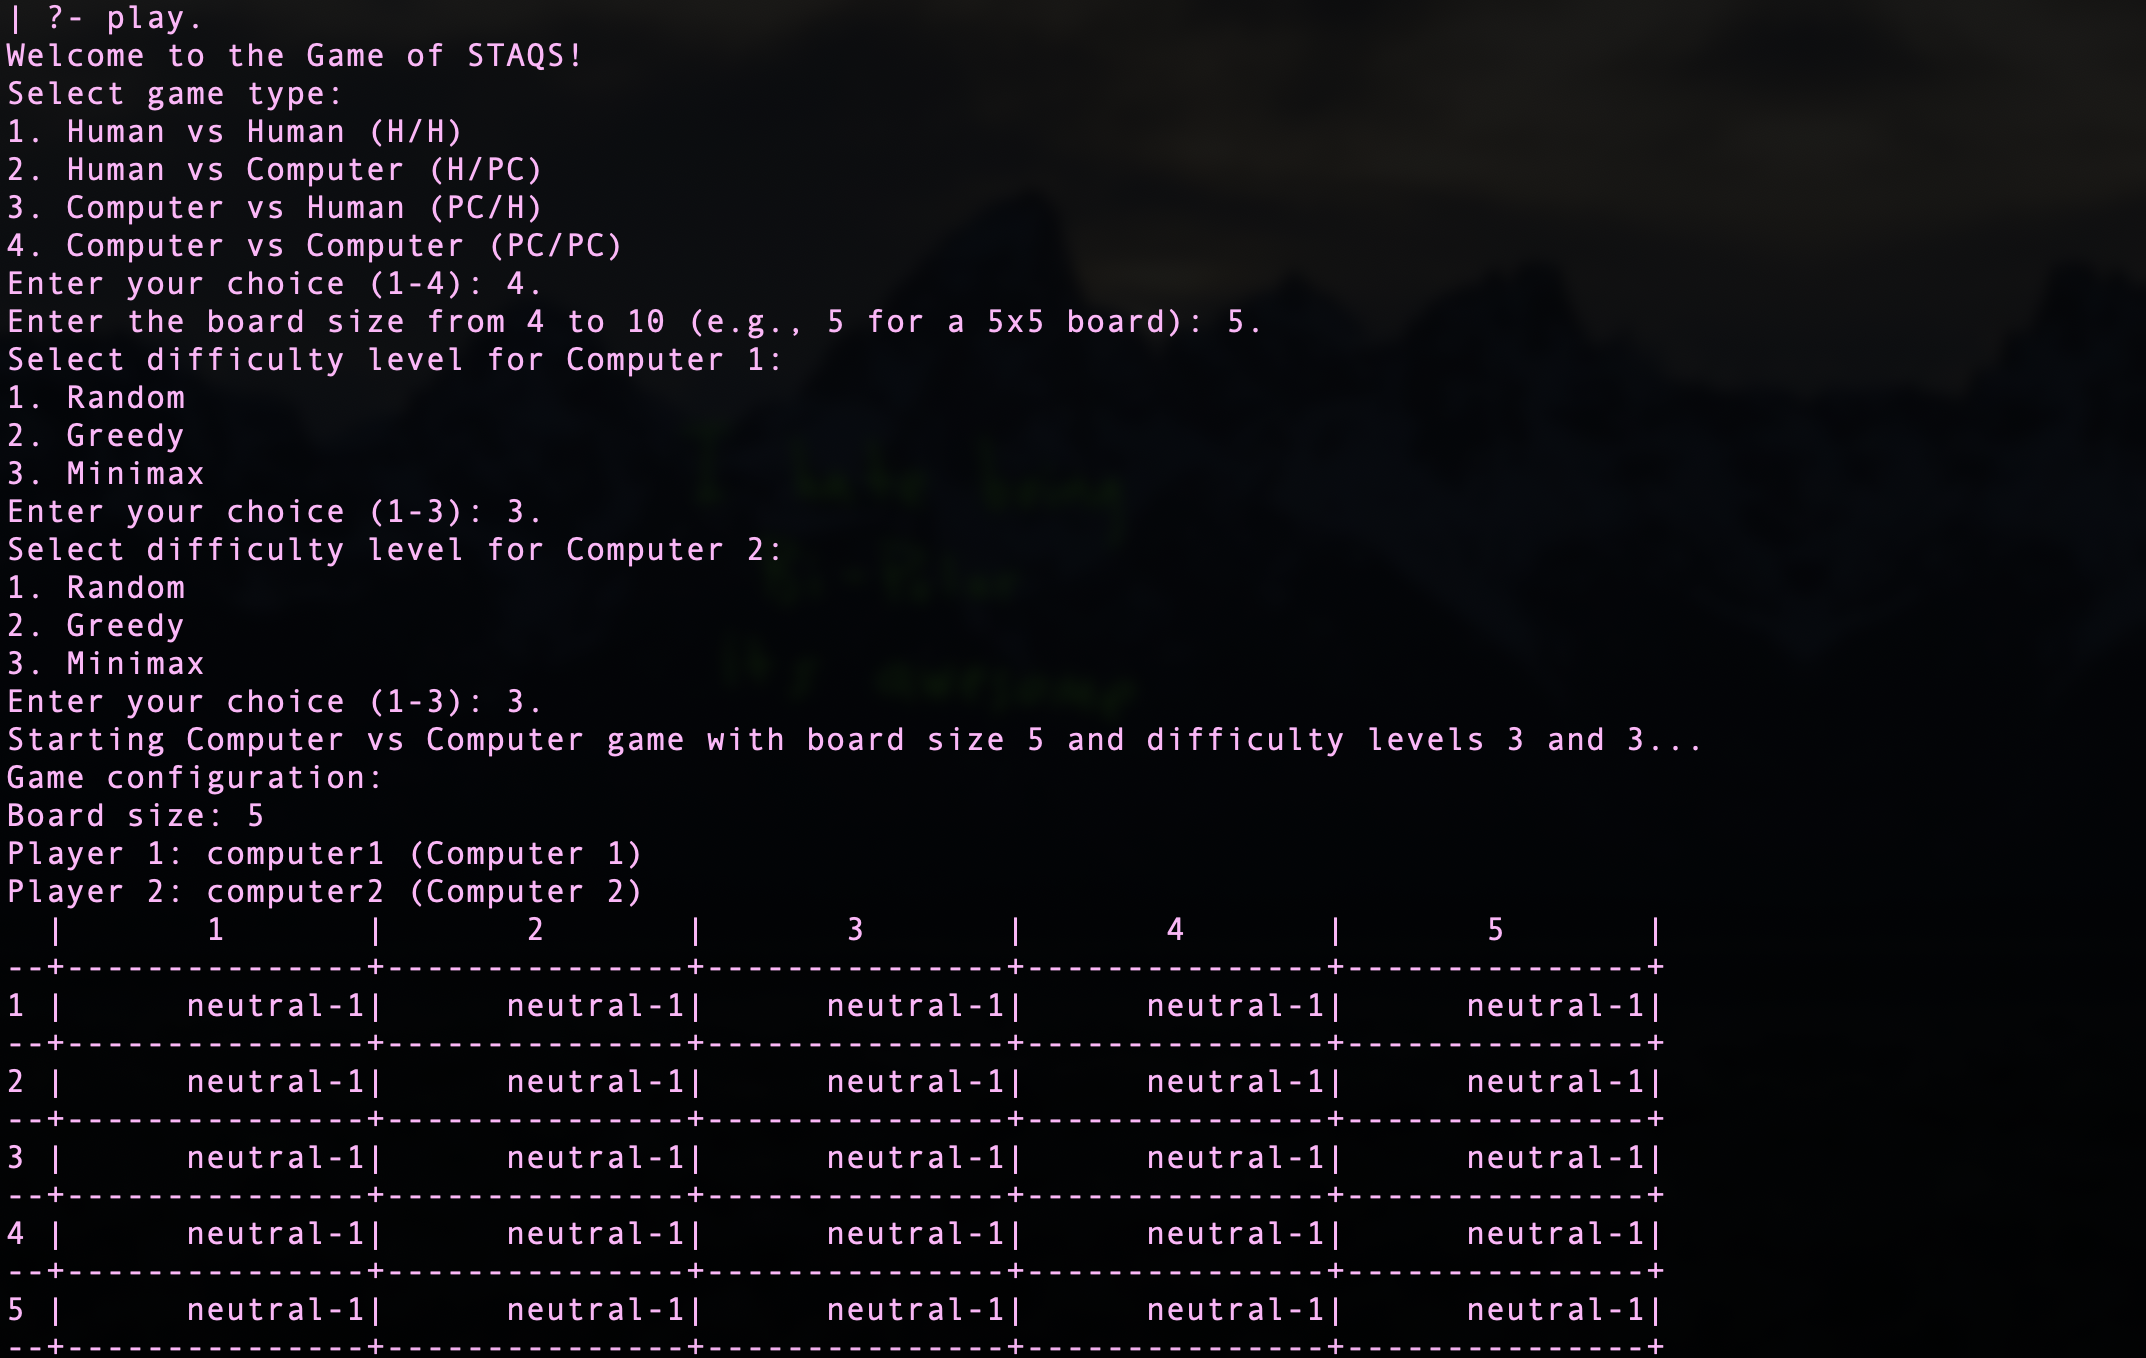 | ?- play.
Welcome to the Game of STAQS!
Select game type:
1. Human vs Human (H/H)
2. Human vs Computer (H/PC)
3. Computer vs Human (PC/H)
4. Computer vs Computer (PC/PC)
Enter your choice (1-4): 4.
Enter the board size from 4 to 10 (e.g., 5 for a 5x5 board): 5.
Select difficulty level for Computer 1:
1. Random
2. Greedy
3. Minimax
Enter your choice (1-3): 3.
Select difficulty level for Computer 2:
1. Random
2. Greedy
3. Minimax
Enter your choice (1-3): 3.
Starting Computer vs Computer game with board size 5 and difficulty levels 3 and 3...
Game configuration:
Board size: 5
Player 1: computer1 (Computer 1)
Player 2: computer2 (Computer 2)
  |       1       |       2       |       3       |       4       |       5       |
--+---------------+---------------+---------------+---------------+---------------+
1 |      neutral-1|      neutral-1|      neutral-1|      neutral-1|      neutral-1|
--+---------------+---------------+---------------+---------------+---------------+
2 |      neutral-1|      neutral-1|      neutral-1|      neutral-1|      neutral-1|
--+---------------+---------------+---------------+---------------+---------------+
3 |      neutral-1|      neutral-1|      neutral-1|      neutral-1|      neutral-1|
--+---------------+---------------+---------------+---------------+---------------+
4 |      neutral-1|      neutral-1|      neutral-1|      neutral-1|      neutral-1|
--+---------------+---------------+---------------+---------------+---------------+
5 |      neutral-1|      neutral-1|      neutral-1|      neutral-1|      neutral-1|
--+---------------+---------------+---------------+---------------+---------------+